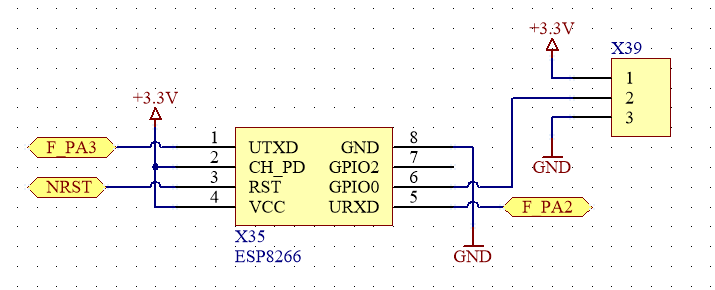 +3.3V
X39
1
2
3
GND
+3.3V
F_PA3
NRST
1 UTXD GND 8
2 CH_PD GPIO2 7
3 RST GPIO0 6
4 VCC URXD 5
F_PA2
X35
ESP8266
GND